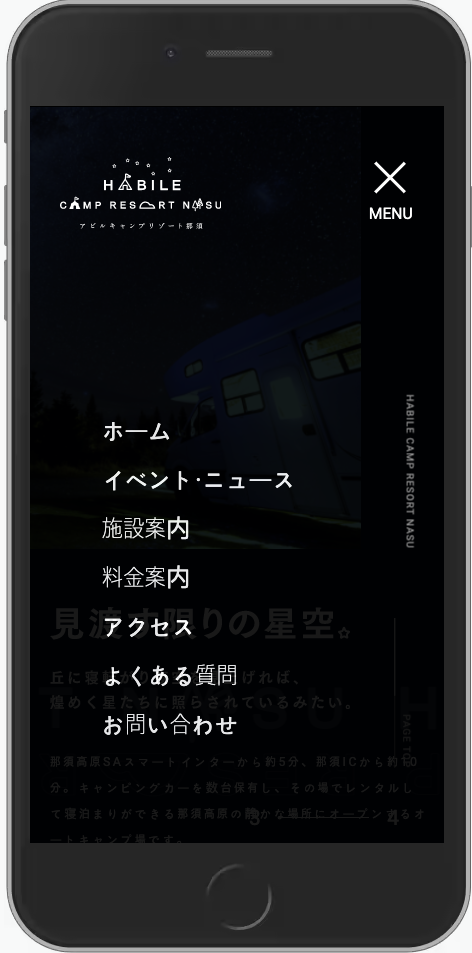 HABILE
CAMP RESORT NASU
アビルキャンプリゾート那須
MENU
HABILE CAMP RESORT NASU
ホーム
イベント·ニュース
施設案内
料金案内
アクセス
よくある質問
お問い合わせ
見渡す限りの星空。
丘に寝 げれば、
煌めく星たちに照らされているみたい。
PAGE TO
那須高原SAスマートインターから約5分、那須ICから約10
分。キャンピングカーを数台保有し、その場でレンタルし
て寝泊まりができる那須高原の静かな場所にオープンするオ
ートキャンプ場です。
3 4